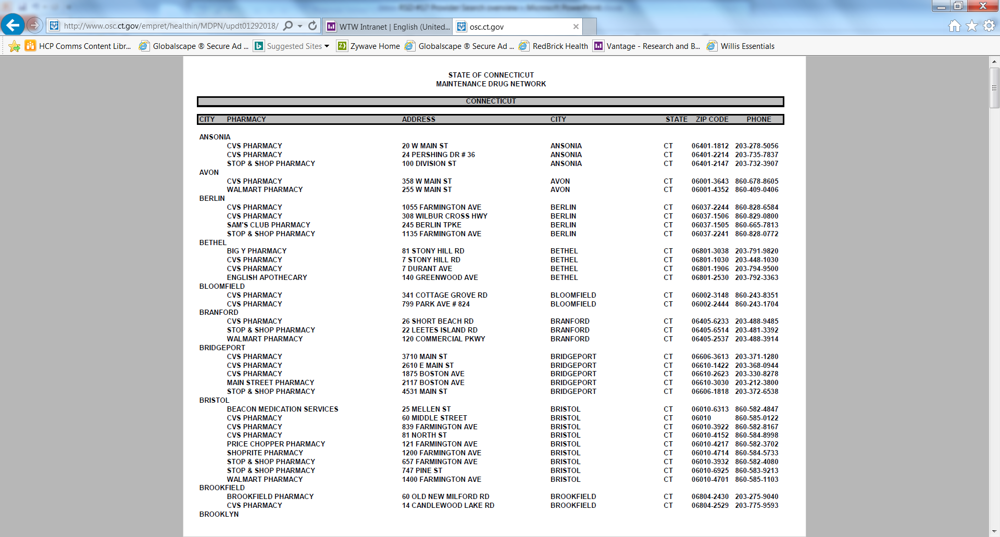 KSD #17 Provider Search overview - Microsoft PowerPoint
http://www.osc.ct.gov/empret/healthin/MDPN/updt01292018/
WTW Intranet | English (United...
osc.ct.gov
HCP Comms Content Libr... Globalscape ® Secure Ad ... Suggested Sites Zywave Home Globalscape ® Secure Ad ... RedBrick Health Vantage - Research and B... Willis Essentials
STATE OF CONNECTICUT
MAINTENANCE DRUG NETWORK
CONNECTICUT
CITY PHARMACY ADDRESS CITY STATE ZIP CODE PHONE
ANSONIA
CVS PHARMACY 20 W MAIN ST ANSONIA CT 06401-1812 203-278-5056
CVS PHARMACY 24 PERSHING DR # 36 ANSONIA CT 06401-2214 203-735-7837
STOP & SHOP PHARMACY 100 DIVISION ST ANSONIA CT 06401-2147 203-732-3907
AVON
CVS PHARMACY 358 W MAIN ST AVON CT 06001-3643 860-678-8605
WALMART PHARMACY 255 W MAIN ST AVON CT 06001-4352 860-409-0406
BERLIN
CVS PHARMACY 1055 FARMINGTON AVE BERLIN CT 06037-2244 860-828-6584
CVS PHARMACY 308 WILBUR CROSS HWY BERLIN CT 06037-1506 860-829-0800
SAM'S CLUB PHARMACY 245 BERLIN TPKE BERLIN CT 06037-1505 860-665-7813
STOP & SHOP PHARMACY 1135 FARMINGTON AVE BERLIN CT 06037-2241 860-828-0772
BETHEL
BIG Y PHARMACY 81 STONY HILL RD BETHEL CT 06801-3038 203-791-9820
CVS PHARMACY 7 STONY HILL RD BETHEL CT 06801-1030 203-448-1030
CVS PHARMACY 7 DURANT AVE BETHEL CT 06801-1906 203-794-9500
ENGLISH APOTHECARY 140 GREENWOOD AVE BETHEL CT 06801-2530 203-792-3363
BLOOMFIELD
CVS PHARMACY 341 COTTAGE GROVE RD BLOOMFIELD CT 06002-3148 860-243-8351
CVS PHARMACY 799 PARK AVE # 824 BLOOMFIELD CT 06002-2444 860-243-1704
BRANFORD
CVS PHARMACY 26 SHORT BEACH RD BRANFORD CT 06405-6233 203-488-9485
STOP & SHOP PHARMACY 22 LEETES ISLAND RD BRANFORD CT 06405-6514 203-481-3392
WALMART PHARMACY 120 COMMERCIAL PKWY BRANFORD CT 06405-2537 203-488-3914
BRIDGEPORT
CVS PHARMACY 3710 MAIN ST BRIDGEPORT CT 06606-3613 203-371-1280
CVS PHARMACY 2610 E MAIN ST BRIDGEPORT CT 06610-1422 203-368-0944
CVS PHARMACY 1875 BOSTON AVE BRIDGEPORT CT 06610-2623 203-330-8278
MAIN STREET PHARMACY 2117 BOSTON AVE BRIDGEPORT CT 06610-3030 203-212-3800
STOP & SHOP PHARMACY 4531 MAIN ST BRIDGEPORT CT 06606-1818 203-372-6538
BRISTOL
BEACON MEDICATION SERVICES 25 MELLEN ST BRISTOL CT 06010-6313 860-582-4847
CVS PHARMACY 60 MIDDLE STREET BRISTOL CT 06010 860-585-0122
CVS PHARMACY 839 FARMINGTON AVE BRISTOL CT 06010-3922 860-582-8167
CVS PHARMACY 81 NORTH ST BRISTOL CT 06010-4152 860-584-8998
PRICE CHOPPER PHARMACY 121 FARMINGTON AVE BRISTOL CT 06010-4217 860-582-3702
SHOPRITE PHARMACY 1200 FARMINGTON AVE BRISTOL CT 06010-4714 860-584-5733
STOP & SHOP PHARMACY 657 FARMINGTON AVE BRISTOL CT 06010-3932 860-582-4080
STOP & SHOP PHARMACY 747 PINE ST BRISTOL CT 06010-6925 860-583-9213
WALMART PHARMACY 1400 FARMINGTON AVE BRISTOL CT 06010-4701 860-585-1103
BROOKFIELD
BROOKFIELD PHARMACY 60 OLD NEW MILFORD RD BROOKFIELD CT 06804-2430 203-275-9040
CVS PHARMACY 14 CANDLEWOOD LAKE RD BROOKFIELD CT 06804-2529 203-775-9593
BROOKLYN